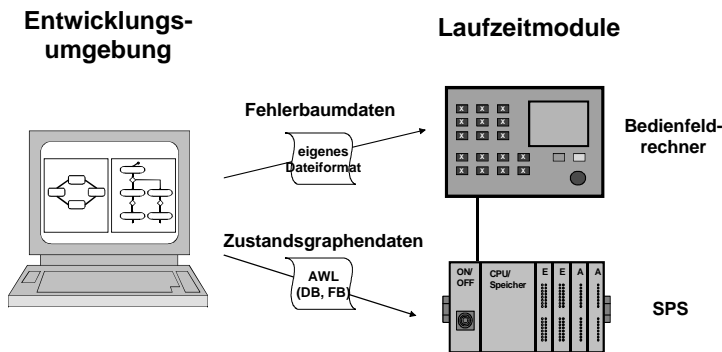 Entwicklungs-
umgebung
Laufzeitmodule
Fehlerbaumdaten
eigenes
Dateiformat
X X X
X X X
X X X
X X X X
X X X X
Bedienfeld-
rechner
Zustandsgraphendaten
AWL
(DB, FB)
ON/ CPU/ E E A A
OFF Speicher
SPS